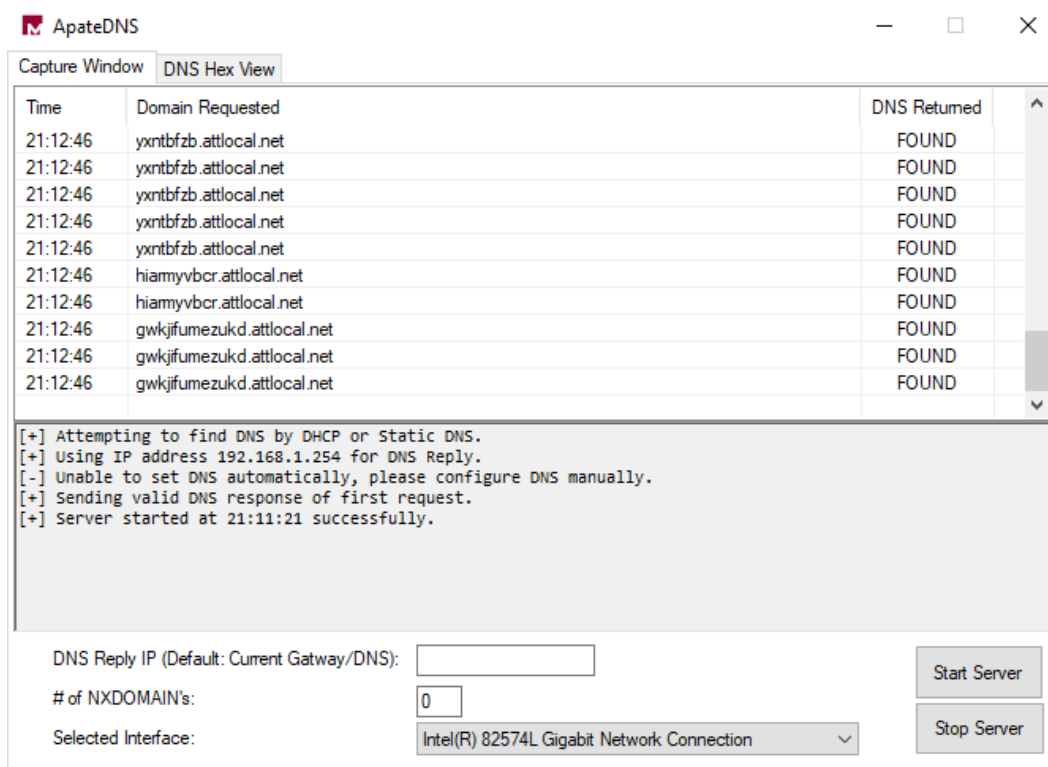 ApateDNS
Capture Window DNS Hex View
Time Domain Requested DNS Returned
21:12:46 yxntbfzb.attlocal.net FOUND
21:12:46 yxntbfzb.attlocal.net FOUND
21:12:46 yxntbfzb.attlocal.net FOUND
21:12:46 yxntbfzb.attlocal.net FOUND
21:12:46 yxntbfzb.attlocal.net FOUND
21:12:46 hiarmyvbcr.attlocal.net FOUND
21:12:46 hiarmyvbcr.attlocal.net FOUND
21:12:46 gwkjifumezukd.attlocal.net FOUND
21:12:46 gwkjifumezukd.attlocal.net FOUND
21:12:46 gwkjifumezukd.attlocal.net FOUND
[+] Attempting to find DNS by DHCP or Static DNS.
[+] Using IP address 192.168.1.254 for DNS Reply.
[-] Unable to set DNS automatically, please configure DNS manually.
[+] Sending valid DNS response of first request.
[+] Server started at 21:11:21 successfully.
DNS Reply IP (Default: Current Gatway/DNS):
Start Server
# of NXDOMAIN's: 0
Stop Server
Selected Interface: Intel(R) 82574L Gigabit Network Connection